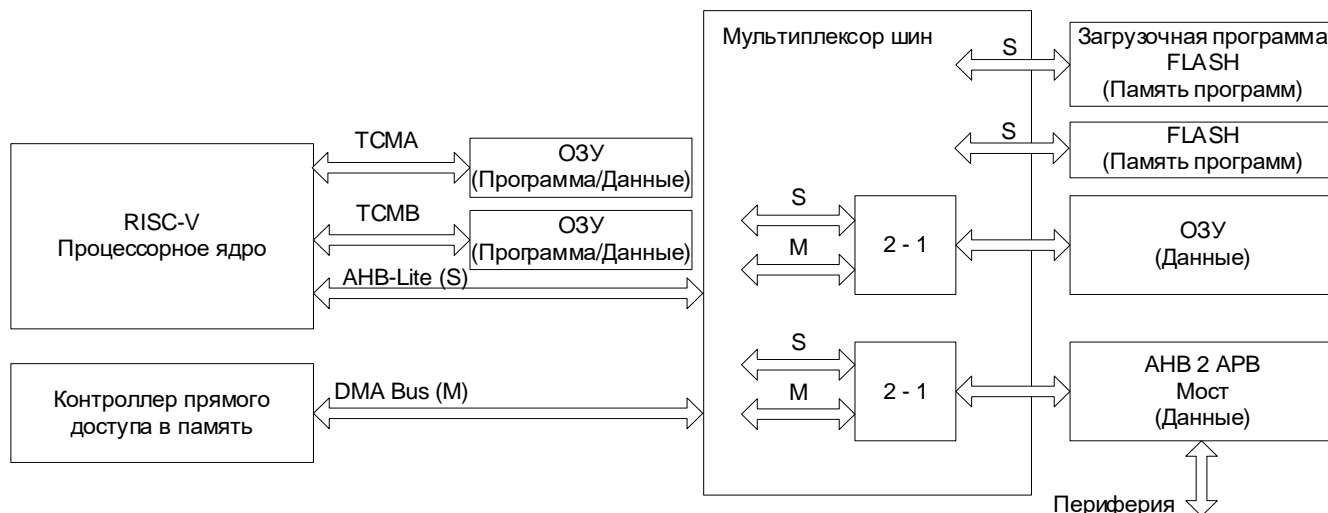 Мультиплексор шин
S
Загрузочная программа
FLASH
(Память программ)
S
FLASH
(Память программ)
RISC-V
Процессорное ядро
TCMA
ОЗУ
(Программа/Данные)
TCMB
ОЗУ
(Программа/Данные)
AHB-Lite (S)
S
M
2 - 1
ОЗУ
(Данные)
Контроллер прямого
доступа в память
DMA Bus (M)
S
M
2 - 1
AHB 2 APB
Мост
(Данные)
Периферия